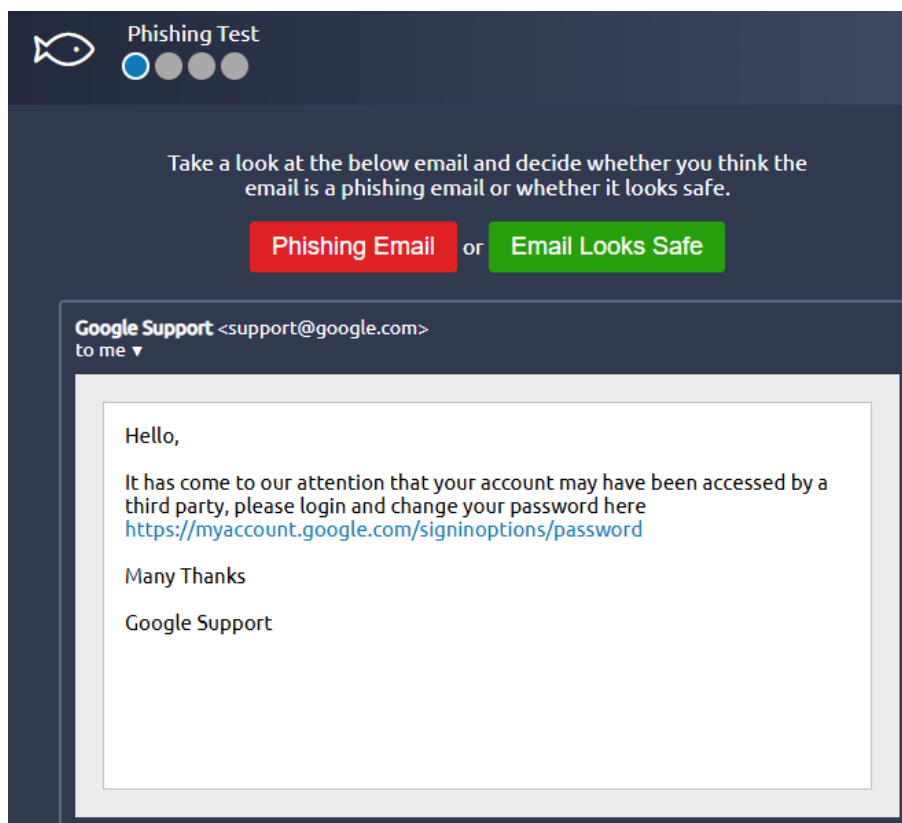 Phishing Test
Take a look at the below email and decide whether you think the
email is a phishing email or whether it looks safe.
Phishing Email or Email Looks Safe
Google Support <support@google.com>
to me ▾
Hello,
It has come to our attention that your account may have been accessed by a
third party, please login and change your password here
https://myaccount.google.com/signinoptions/password
Many Thanks
Google Support